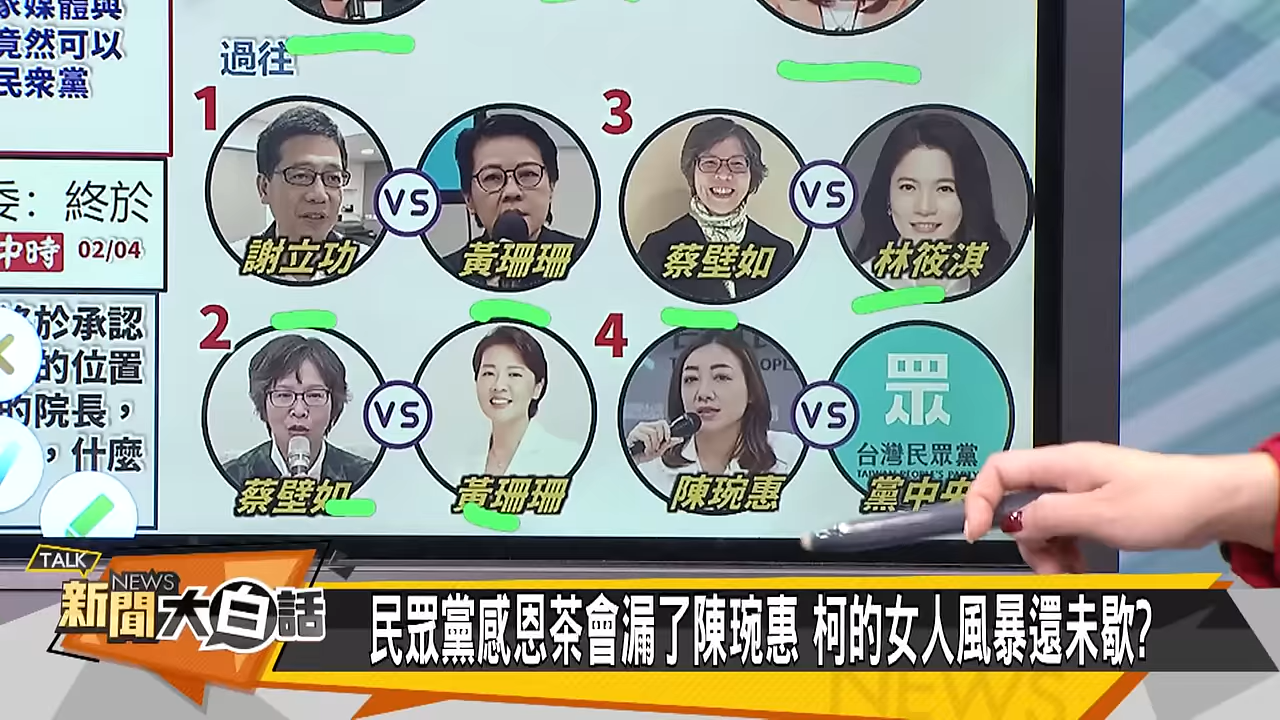 家媒體與
竟然可以
民衆黨
委：終於
中時 02/04
終於承認
的位置
的院長，
，什麼
過往
1
謝立功
VS
黃珊珊
3
蔡壁如
VS
林筱淇
2
蔡壁如
VS
黃珊珊
4
陳琬惠
VS
眾
台灣民眾黨
TAIWAN PEOPLE'S PARTY
黨中央
TALK
NEWS
新聞大白話
民眾黨感恩茶會漏了陳琬惠 柯的女人風暴還未歇?
NEWS